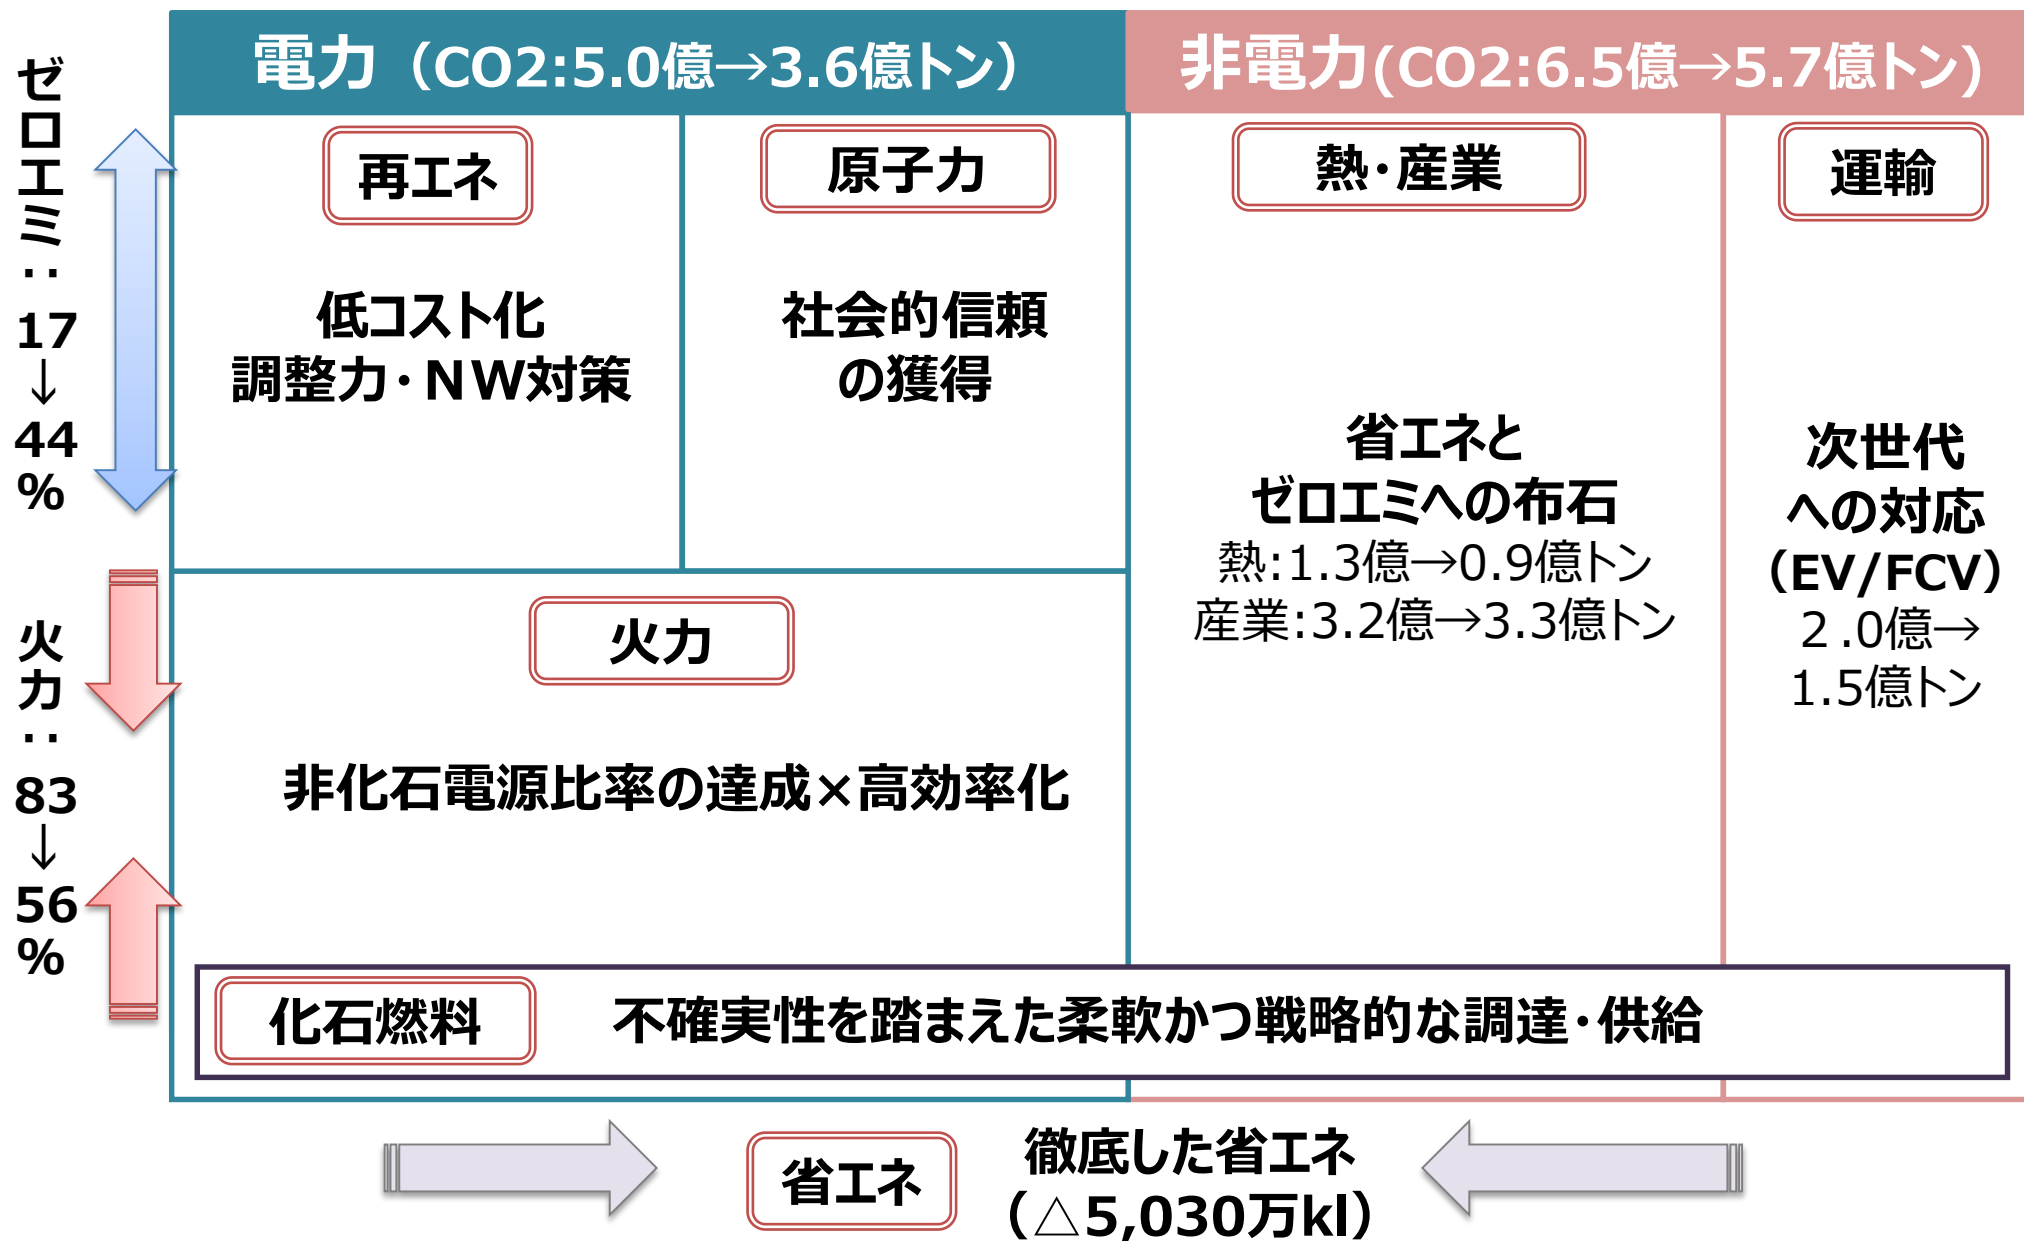 電力（CO2:5.0億→3.6億トン）
非電力(CO2:6.5億→5.7億トン)
ゼロエミ：17→44%
火力：83→56%
再エネ
低コスト化
調整力・NW対策
原子力
社会的信頼
の獲得
火力
非化石電源比率の達成×高効率化
熱・産業
省エネと
ゼロエミへの布石
熱:1.3億→0.9億トン
産業:3.2億→3.3億トン
運輸
次世代
への対応
（EV/FCV）
２.0億→
1.5億トン
化石燃料
不確実性を踏まえた柔軟かつ戦略的な調達・供給
省エネ
徹底した省エネ
（△5,030万kl）